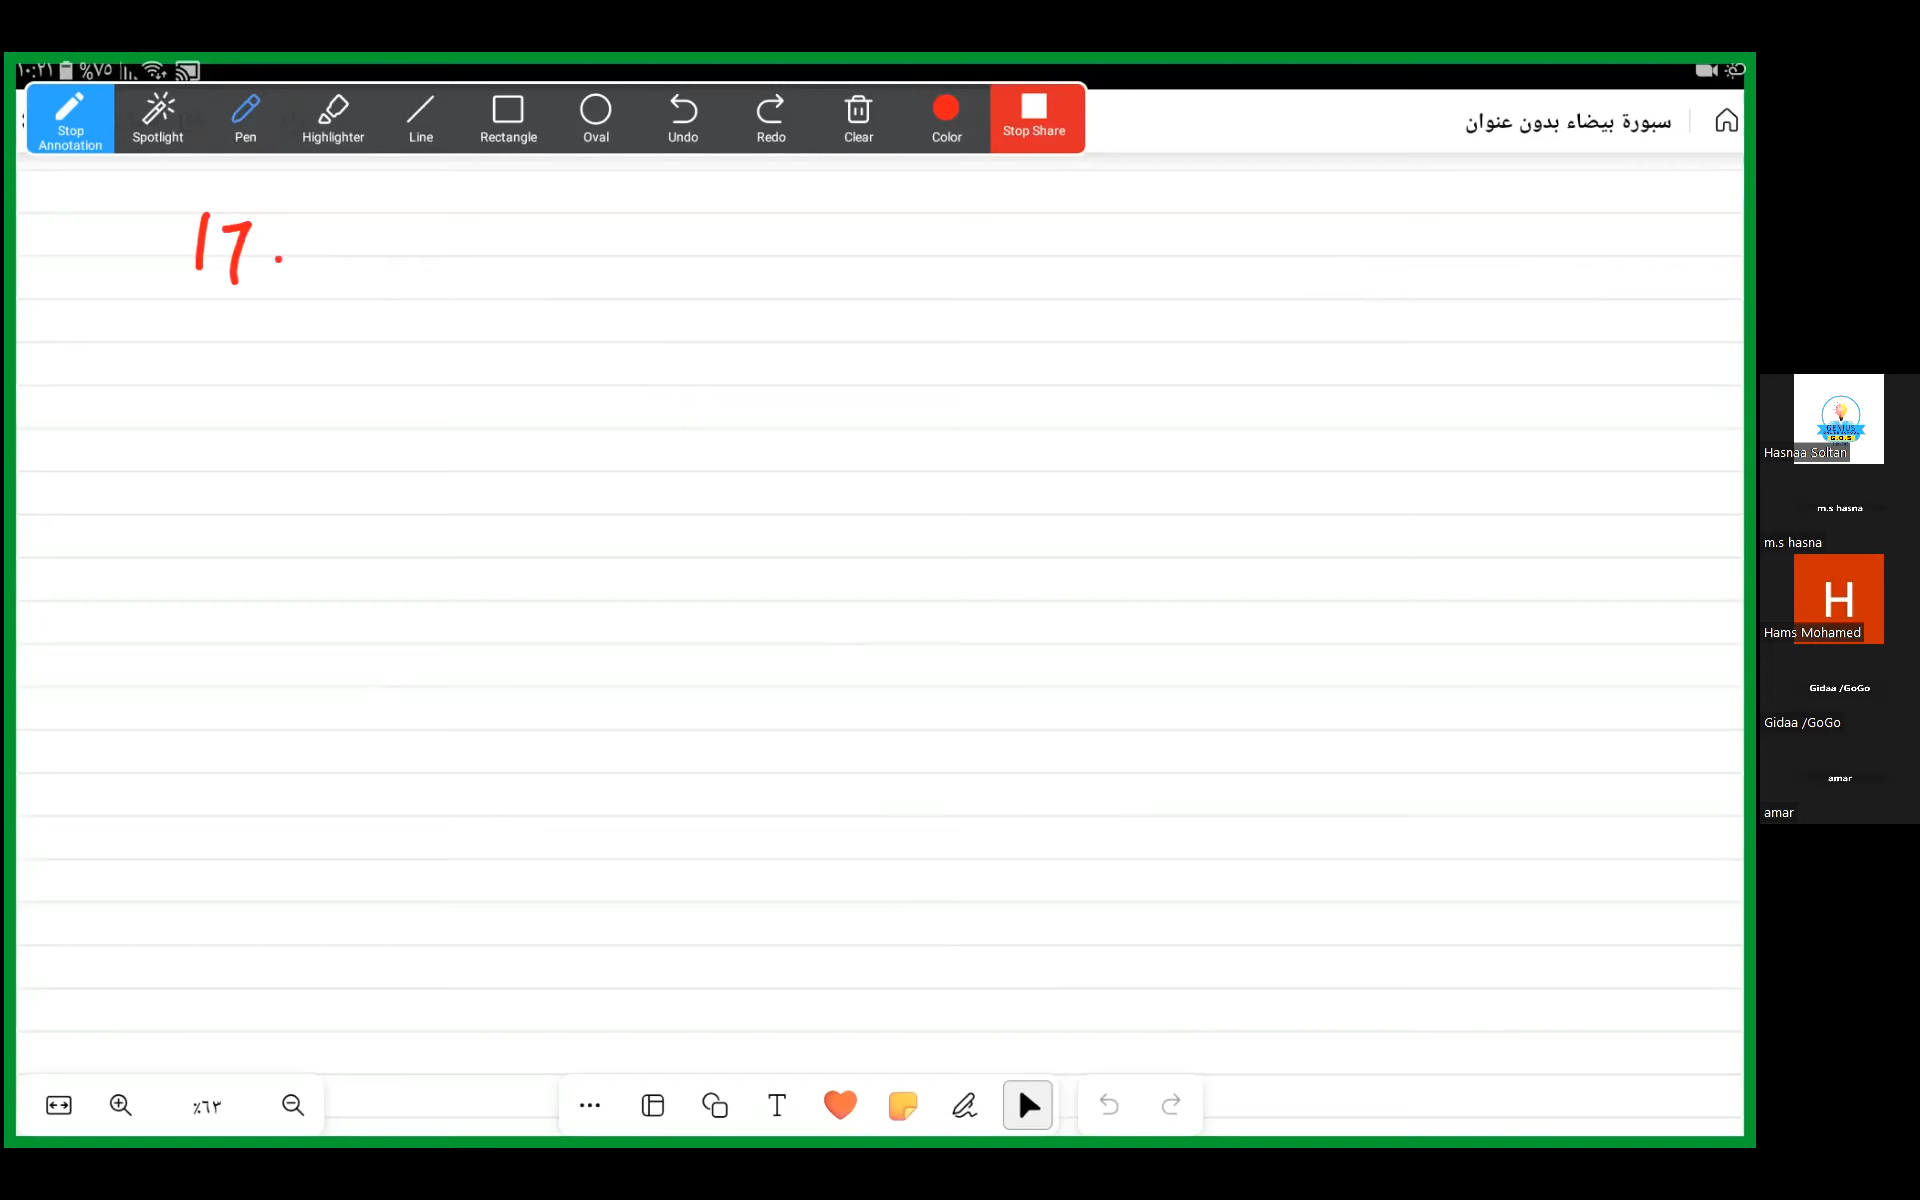 ١٠:٢١ %٧٥
Stop Annotation
Spotlight
Pen
Highlighter
Line
Rectangle
Oval
Undo
Redo
Clear
Color
Stop Share
سبورة بيضاء بدون عنوان
17.
GENIUS
G.O.S
Hasnaa Soltan
m.s hasna
m.s hasna
H
Hams Mohamed
Gidaa /GoGo
Gidaa /GoGo
amar
amar
٪٦٣
T